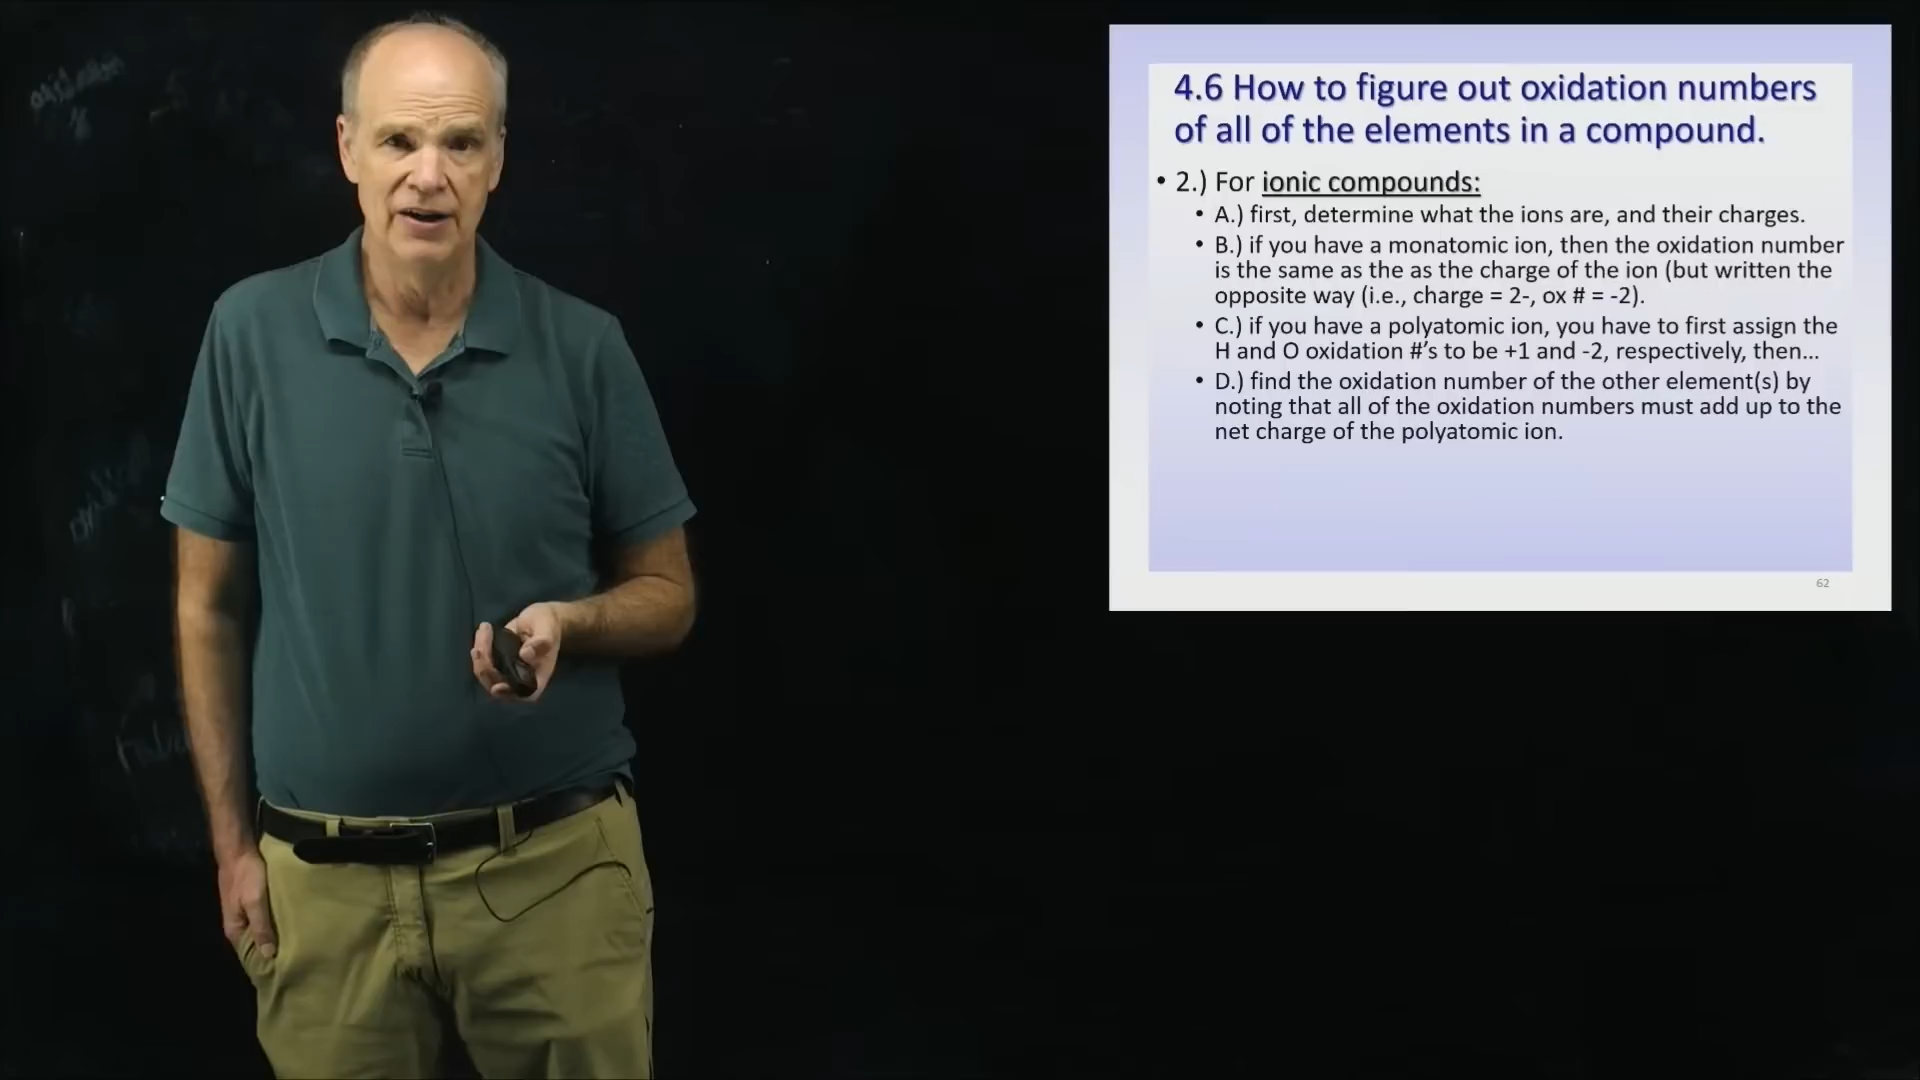 4.6 How to figure out oxidation numbers
of all of the elements in a compound.
• 2.) For ionic compounds:
• A.) first, determine what the ions are, and their charges.
• B.) if you have a monatomic ion, then the oxidation number
is the same as the as the charge of the ion (but written the
opposite way (i.e., charge = 2-, ox # = -2).
• C.) if you have a polyatomic ion, you have to first assign the
H and O oxidation #’s to be +1 and -2, respectively, then…
• D.) find the oxidation number of the other element(s) by
noting that all of the oxidation numbers must add up to the
net charge of the polyatomic ion.
62